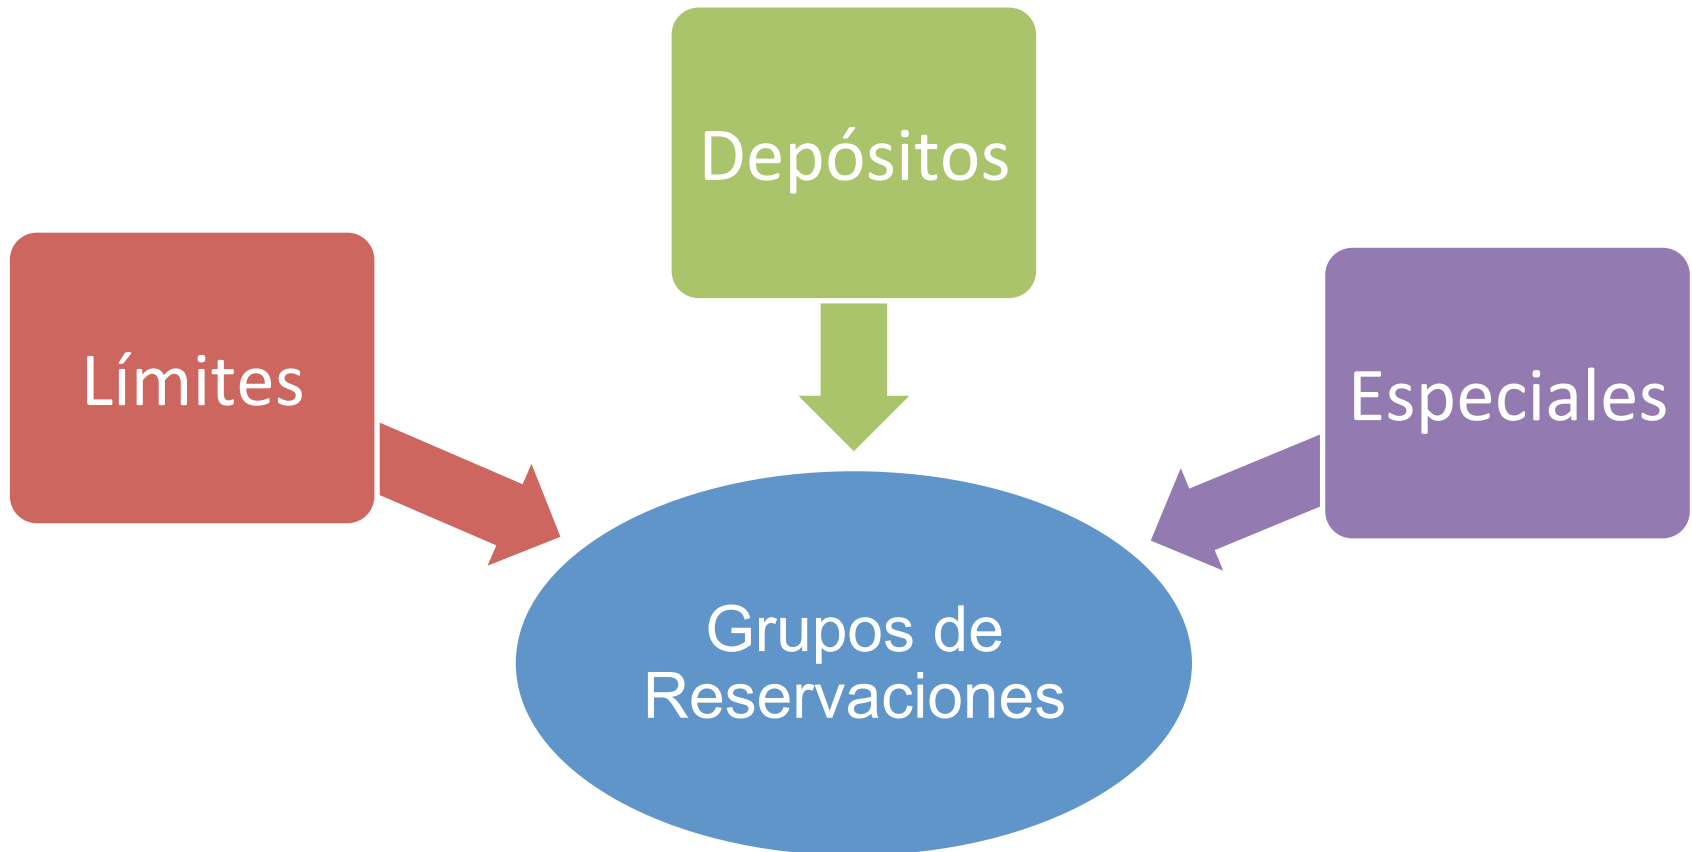 Depósitos
Límites
Especiales
Grupos de
Reservaciones